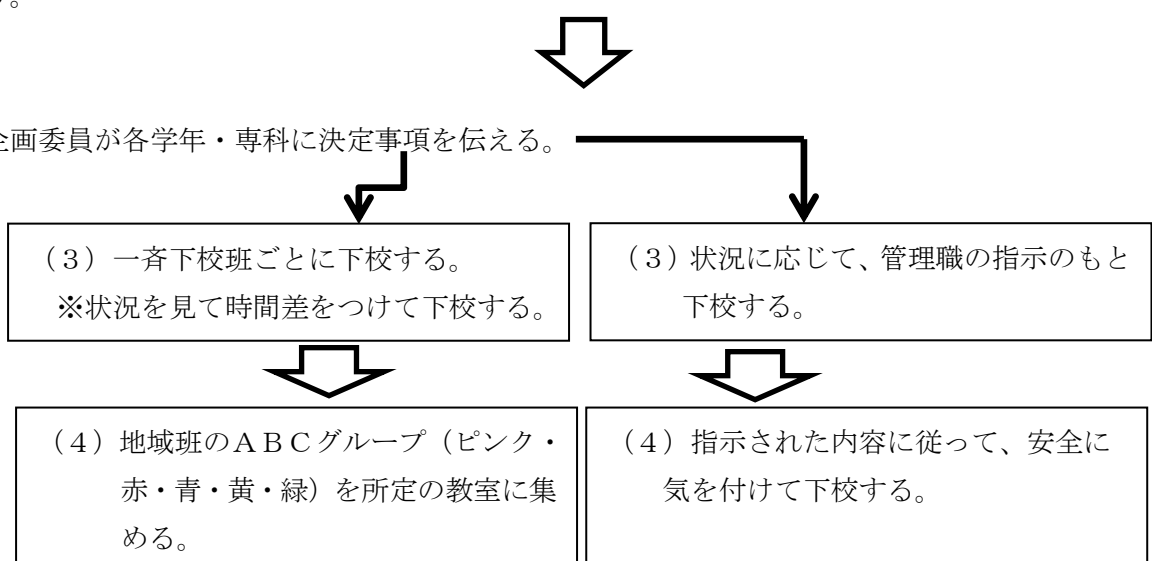 。
企画委員が各学年・専科に決定事項を伝える。
（３）一斉下校班ごとに下校する。
※状況を見て時間差をつけて下校する。
（３）状況に応じて、管理職の指示のもと
下校する。
（４）地域班のＡＢＣグループ（ピンク・
赤・青・黄・緑）を所定の教室に集
める。
（４）指示された内容に従って、安全に
気を付けて下校する。